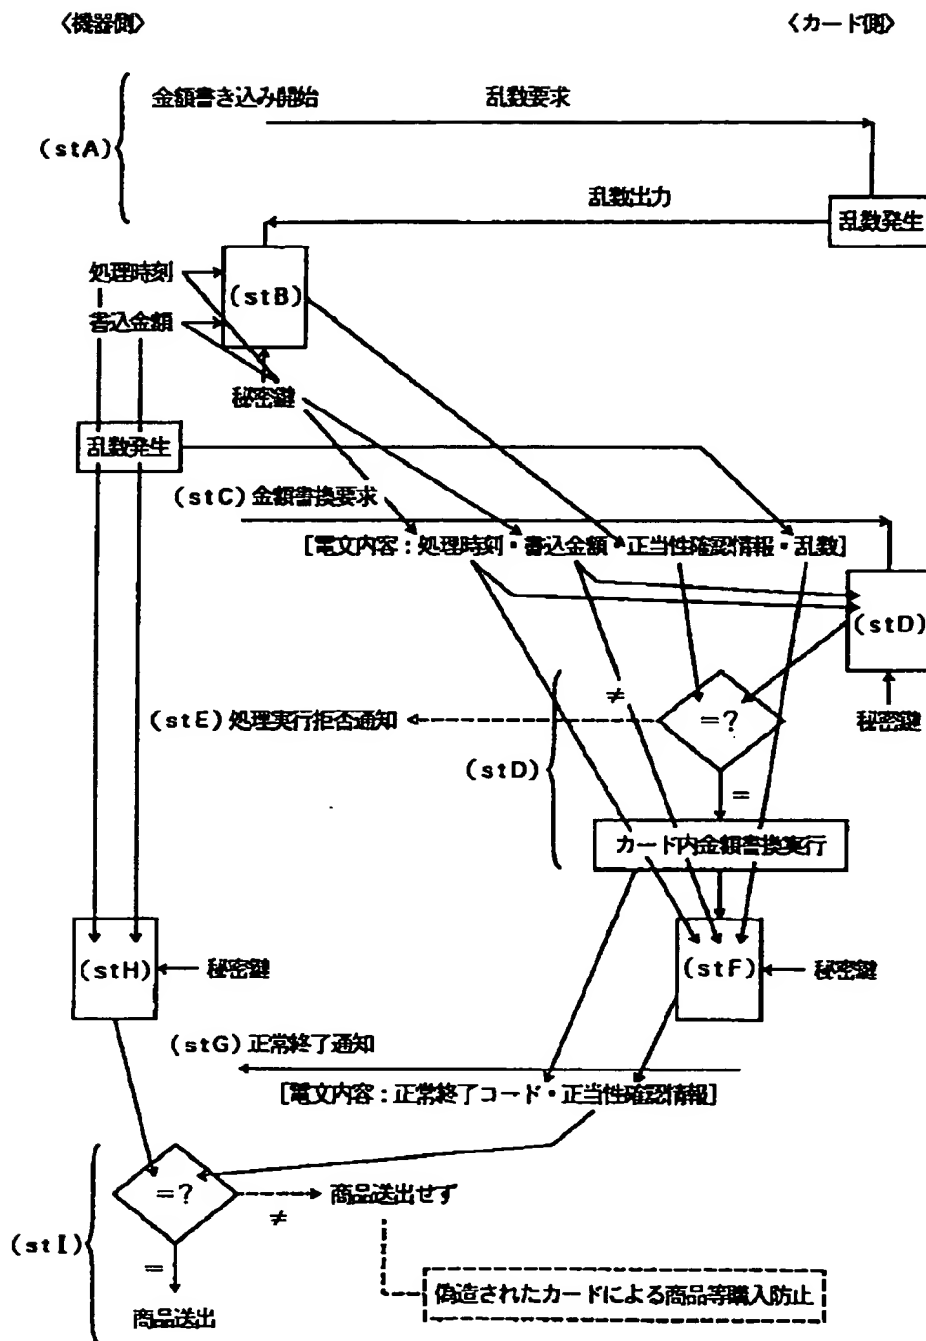 〈機器側〉
〈カード側〉
金額書き込み開始
乱数要求
(stA)
乱数出力
乱数発生
処理時刻
(stB)
書込金額
秘密鍵
乱数発生
(stC)金額書換要求
[電文内容:処理時刻・書込金額・正当性確認情報・乱数]
(stD)
秘密鍵
≠
(stE)処理実行拒否通知
=?
(stD)
=
カード内金額書換実行
(stH)
秘密鍵
(stF)
秘密鍵
(stG)正常終了通知
[電文内容:正常終了コード・正当性確認情報]
=?
≠
商品送出せず
(stI)
=
商品送出
偽造されたカードによる商品等購入防止